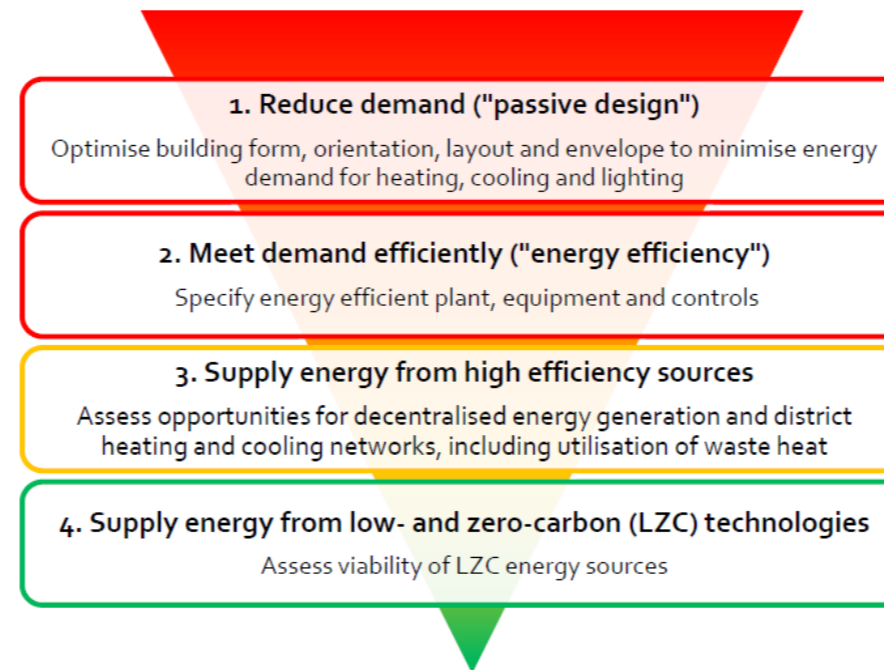 1. Reduce demand ("passive design")
Optimise building form, orientation, layout and envelope to minimise energy
demand for heating, cooling and lighting
2. Meet demand efficiently ("energy efficiency")
Specify energy efficient plant, equipment and controls
3. Supply energy from high efficiency sources
Assess opportunities for decentralised energy generation and district
heating and cooling networks, including utilisation of waste heat
4. Supply energy from low- and zero-carbon (LZC) technologies
Assess viability of LZC energy sources